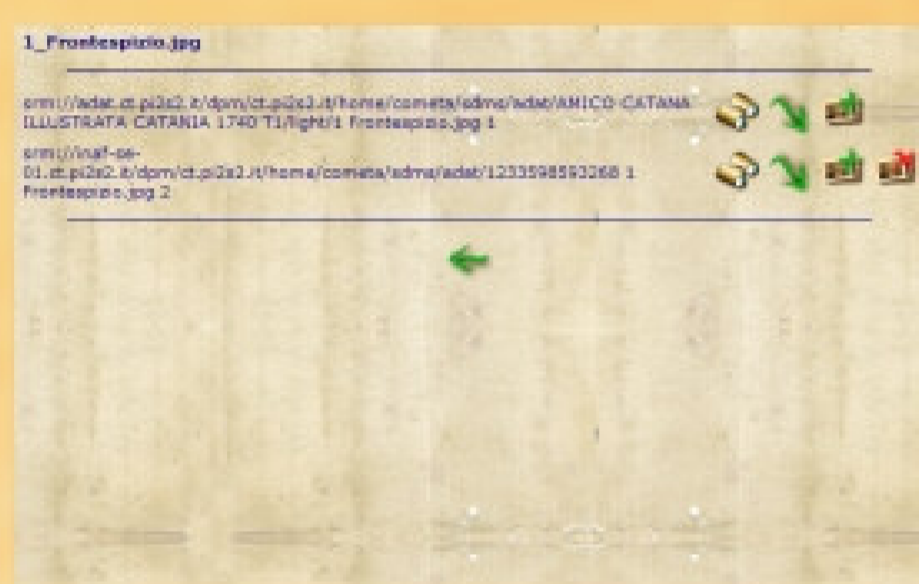 1_Frontespizio.jpg
srm://adat.ct.pi2s2.it/dpm/ct.pi2s2.it/home/cometa/sdms/adat/AMICO-CATANA
ILLUSTRATA CATANIA 1740 T1/light/1 Frontespizio.jpg 1
srm://inaf-se-
01.ct.pi2s2.it/dpm/ct.pi2s2.it/home/cometa/sdms/adat/1233598593268 1
Frontespizio.jpg 2